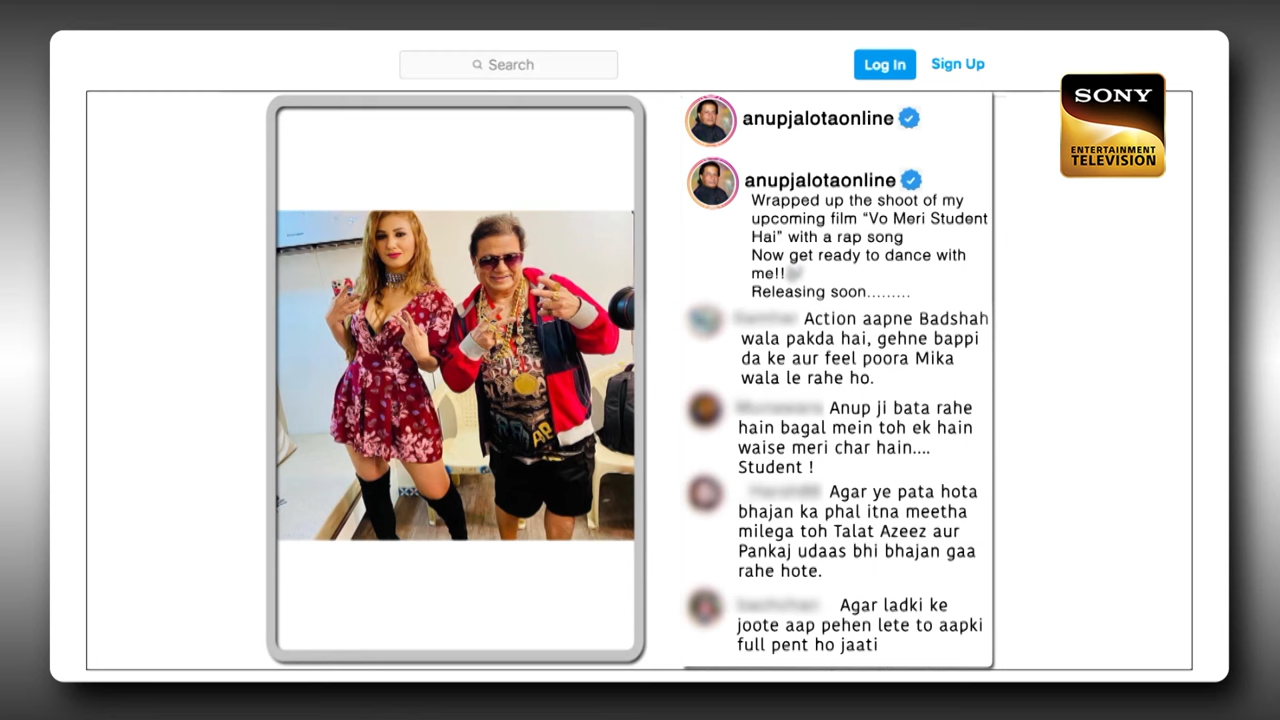 Search
Log In
Sign Up
SONY
ENTERTAINMENT
TELEVISION
anupjalotaonline
anupjalotaonline
Wrapped up the shoot of my
upcoming film “Vo Meri Student
Hai” with a rap song
Now get ready to dance with
me!!
Releasing soon.........
Action aapne Badshah
wala pakda hai, gehne bappi
da ke aur feel poora Mika
wala le rahe ho.
Anup ji bata rahe
hain bagal mein toh ek hain
waise meri char hain....
Student !
Agar ye pata hota
bhajan ka phal itna meetha
milega toh Talat Azeez aur
Pankaj udaas bhi bhajan gaa
rahe hote.
Agar ladki ke
joote aap pehen lete to aapki
full pent ho jaati